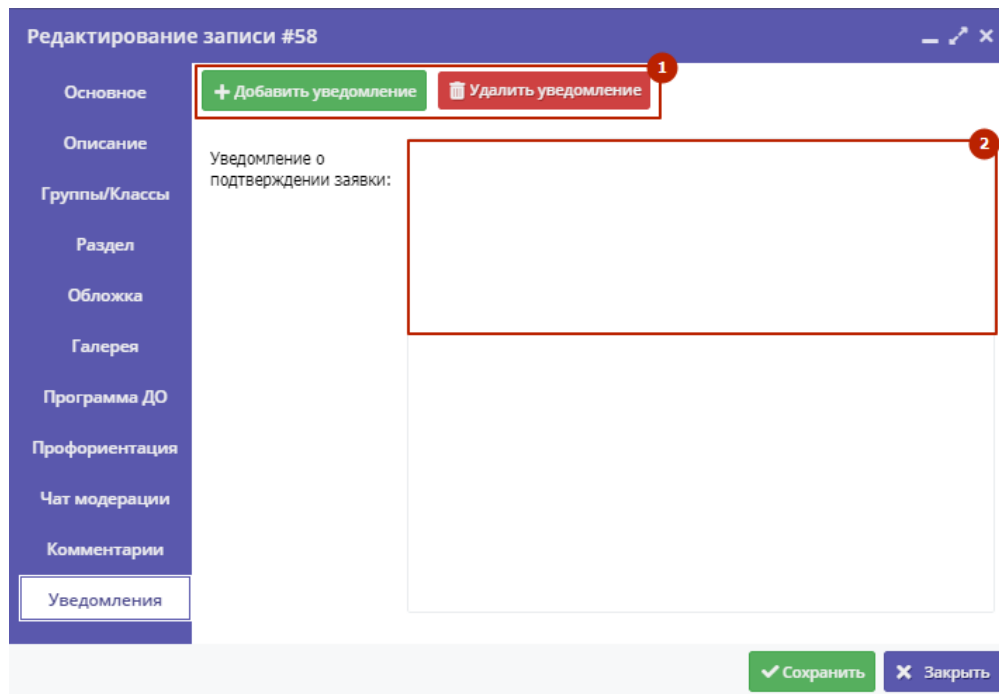 Редактирование записи #58
Основное
Описание
Группы/Классы
Раздел
Обложка
Галерея
Программа ДО
Профориентация
Чат модерации
Комментарии
Уведомления
Добавить уведомление
Удалить уведомление
1
Уведомление о
подтверждении заявки:
2
Сохранить
Закрыть